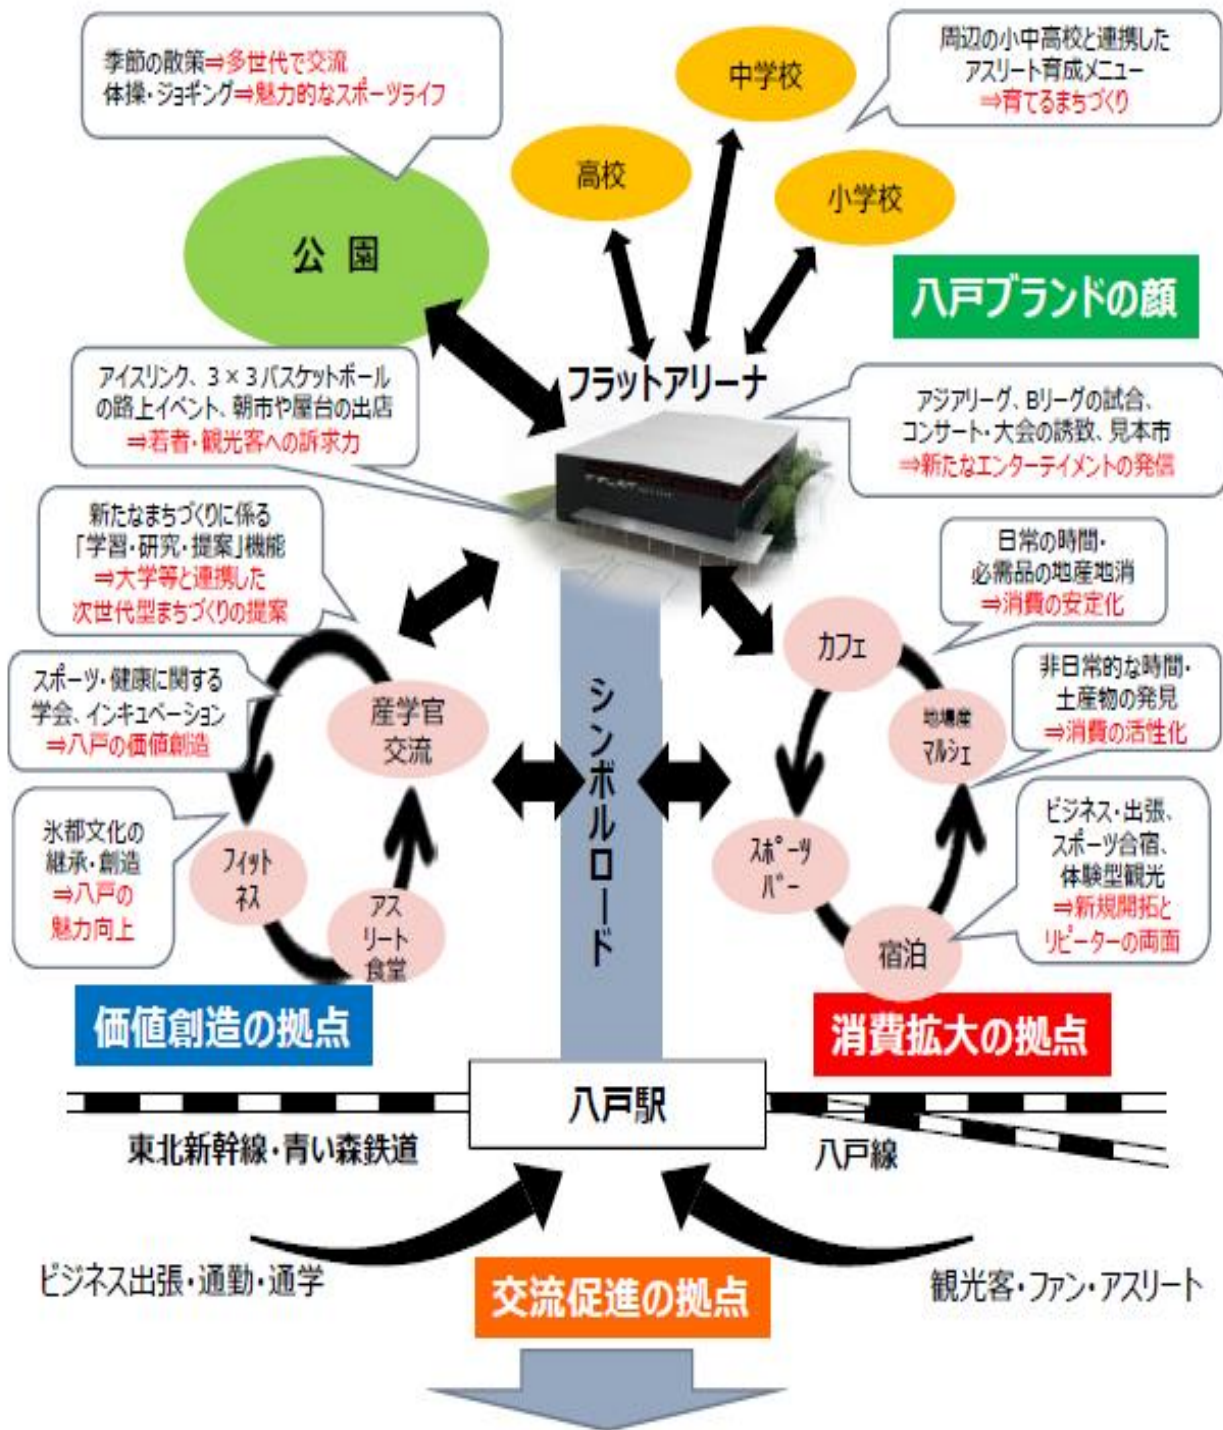 季節の散策⇒多世代で交流
体操・ジョギング⇒魅力的なスポーツライフ
中学校
周辺の小中高校と連携した
アスリート育成メニュー
⇒育てるまちづくり
高校
小学校
公 園
八戸ブランドの顔
フラットアリーナ
アイスリンク、3×3バスケットボール
の路上イベント、朝市や屋台の出店
⇒若者・観光客への訴求力
アジアリーグ、Bリーグの試合、
コンサート・大会の誘致、見本市
⇒新たなエンターテイメントの発信
新たなまちづくりに係る
「学習・研究・提案」機能
⇒大学等と連携した
次世代型まちづくりの提案
日常の時間・
必需品の地産地消
⇒消費の安定化
カフェ
スポーツ・健康に関する
学会、インキュベーション
⇒八戸の価値創造
産学官
交流
シンボルロード
地場産
マルシェ
非日常的な時間・
土産物の発見
⇒消費の活性化
氷都文化の
継承・創造
⇒八戸の
魅力向上
フィット
ネス
アス
リート
食堂
スポーツ
バー
宿泊
ビジネス・出張、
スポーツ合宿、
体験型観光
⇒新規開拓と
リピーターの両面
価値創造の拠点
消費拡大の拠点
八戸駅
東北新幹線・青い森鉄道
八戸線
ビジネス出張・通勤・通学
交流促進の拠点
観光客・ファン・アスリート